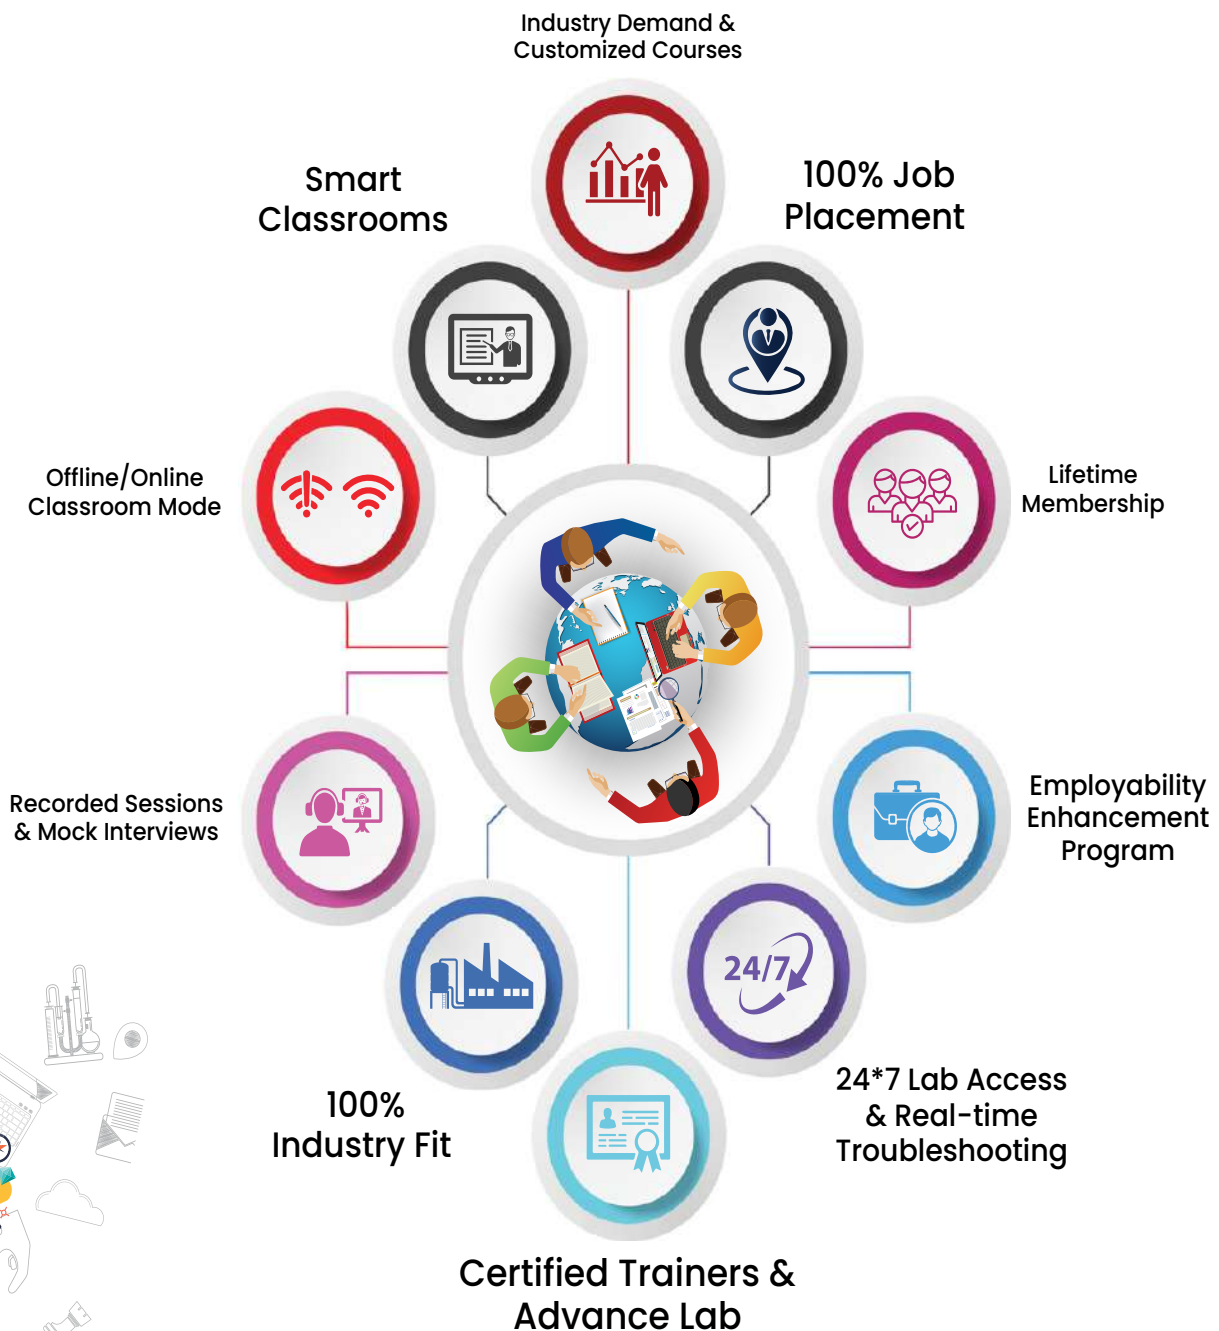 Industry Demand &
Customized Courses
Smart
Classrooms
100% Job
Placement
Offline/Online
Classroom Mode
Lifetime
Membership
Recorded Sessions
& Mock Interviews
Employability
Enhancement
Program
24/7
100%
Industry Fit
24*7 Lab Access
& Real-time
Troubleshooting
Certified Trainers &
Advance Lab